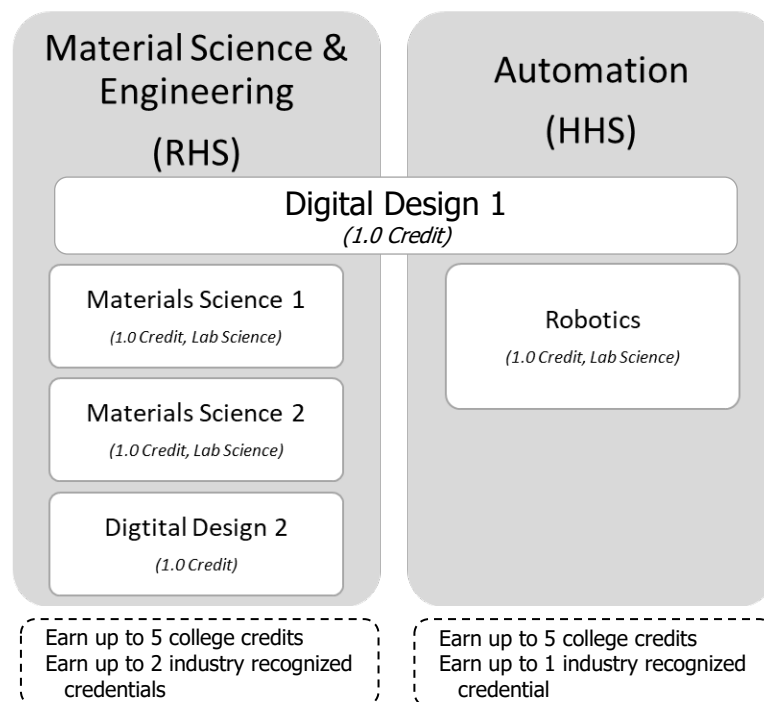 Material Science &
Engineering
(RHS)
Automation
(HHS)
Digital Design 1
(1.0 Credit)
Materials Science 1
(1.0 Credit, Lab Science)
Materials Science 2
(1.0 Credit, Lab Science)
Digtital Design 2
(1.0 Credit)
Robotics
(1.0 Credit, Lab Science)
Earn up to 5 college credits
Earn up to 2 industry recognized
credentials
Earn up to 5 college credits
Earn up to 1 industry recognized
credential